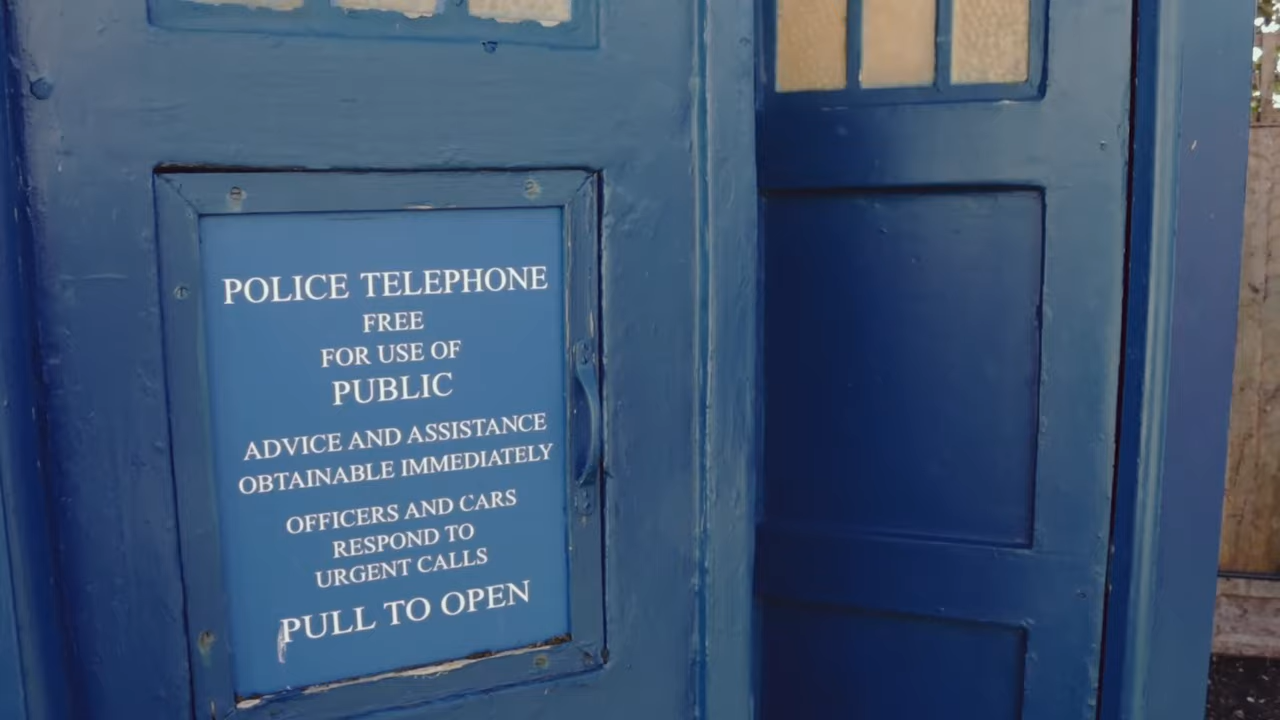 POLICE TELEPHONE
FREE
FOR USE OF
PUBLIC
ADVICE AND ASSISTANCE
OBTAINABLE IMMEDIATELY
OFFICERS AND CARS
RESPOND TO
URGENT CALLS
PULL TO OPEN